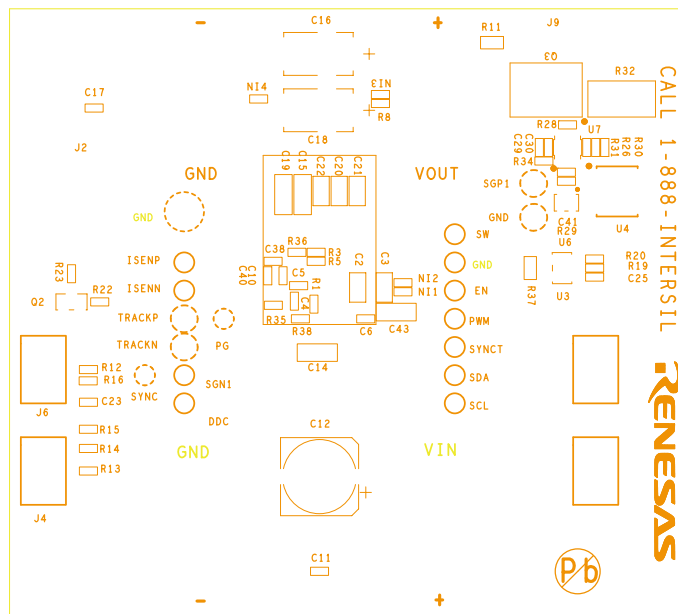 -
+
C16
R11
J9
Q3
R32
C17
NI4
NI3
R8
C18
J2
R28
U7
C29
C30
R34
R31
R26
R30
CALL 1-888-INTERSIL
GND
C19
C15
C22
C20
C21
VOUT
SGP1
GND
GND
C41
R29
U6
U4
SW
R36
R3
R5
C38
C40
C10
C5
R1
C4
C2
C3
ISENP
R23
GND
R20
R19
C25
R37
U3
NI2
NI1
ISENN
EN
Q2
R22
TRACKP
R35
R38
C6
C43
PWM
TRACKN
PG
C14
SYNCT
R12
R16
SYNC
SGN1
SDA
C23
J6
SCL
DDC
R15
C12
R14
GND
VIN
R13
+
J4
RENESAS
C11
Pb
-
+